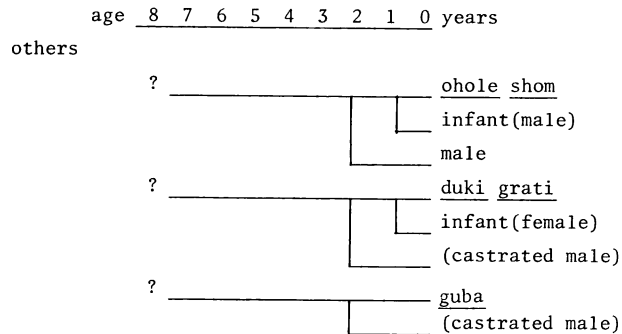 age 8 7 6 5 4 3 2 1 0 years
others
? ohole shom
infant(male)
male
? duki grati
infant(female)
(castrated male)
? guba
(castrated male)